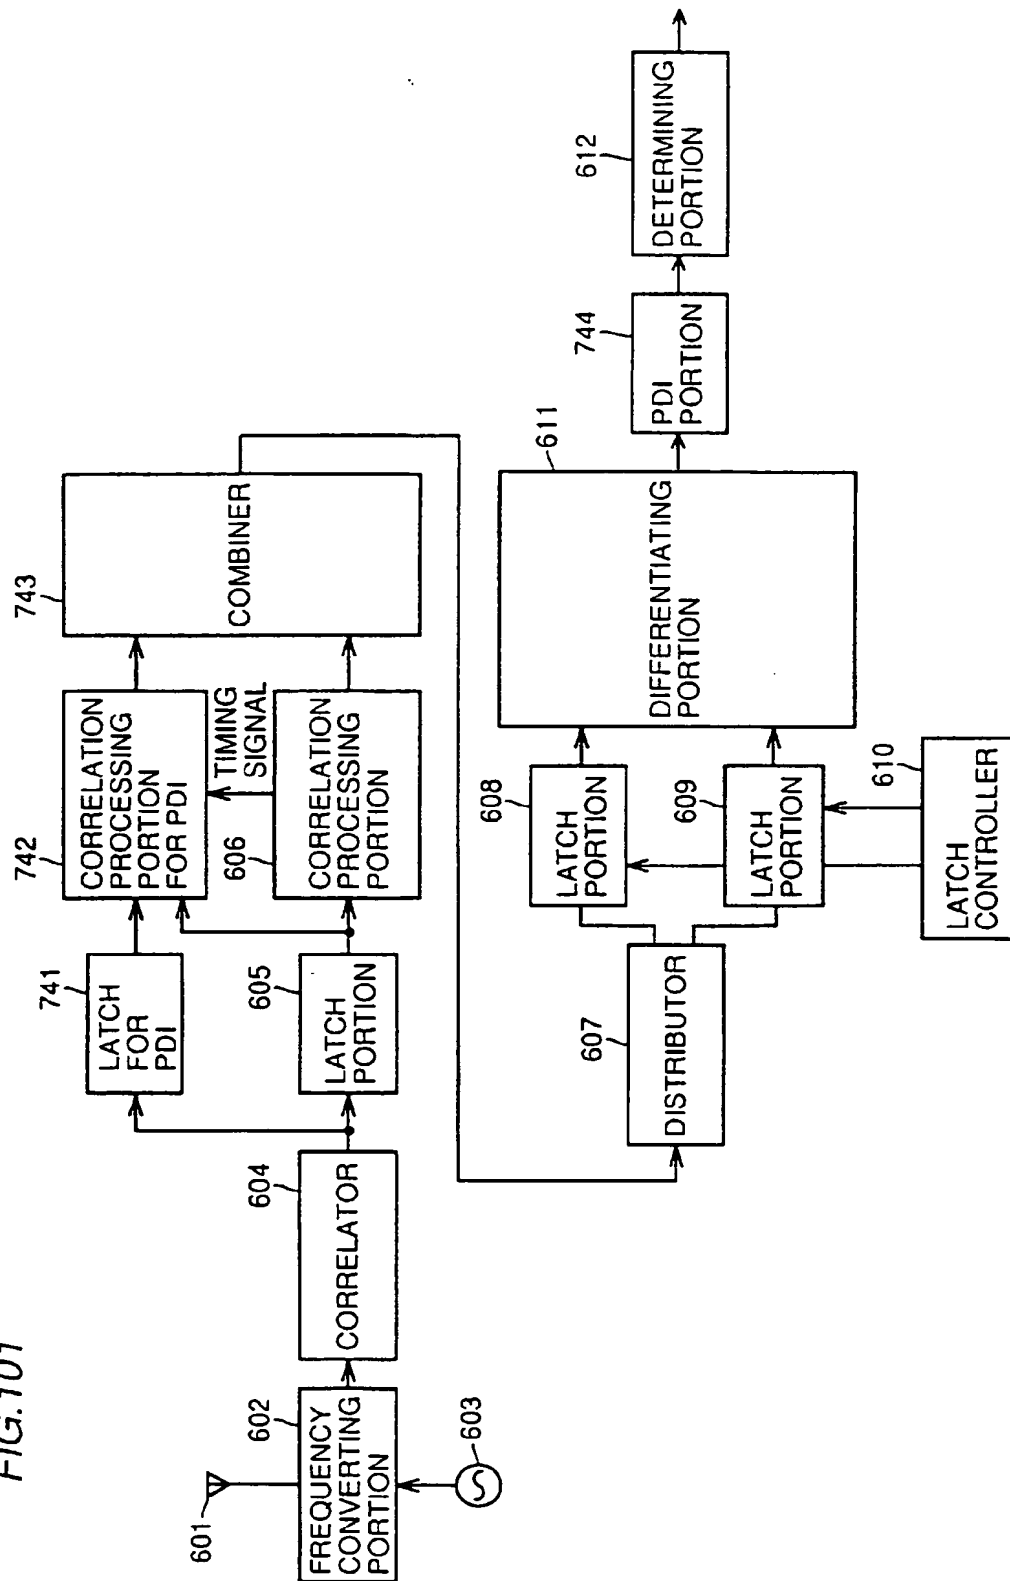 FIG.101
601
602
FREQUENCY
CONVERTING
PORTION
603
604
CORRELATOR
741
LATCH
FOR
PDI
605
LATCH
PORTION
742
CORRELATION
PROCESSING
PORTION
FOR PDI
TIMING
SIGNAL
606
CORRELATION
PROCESSING
PORTION
743
COMBINER
607
DISTRIBUTOR
608
LATCH
PORTION
609
LATCH
PORTION
610
LATCH
CONTROLLER
611
DIFFERENTIATING
PORTION
744
PDI
PORTION
612
DETERMINING
PORTION